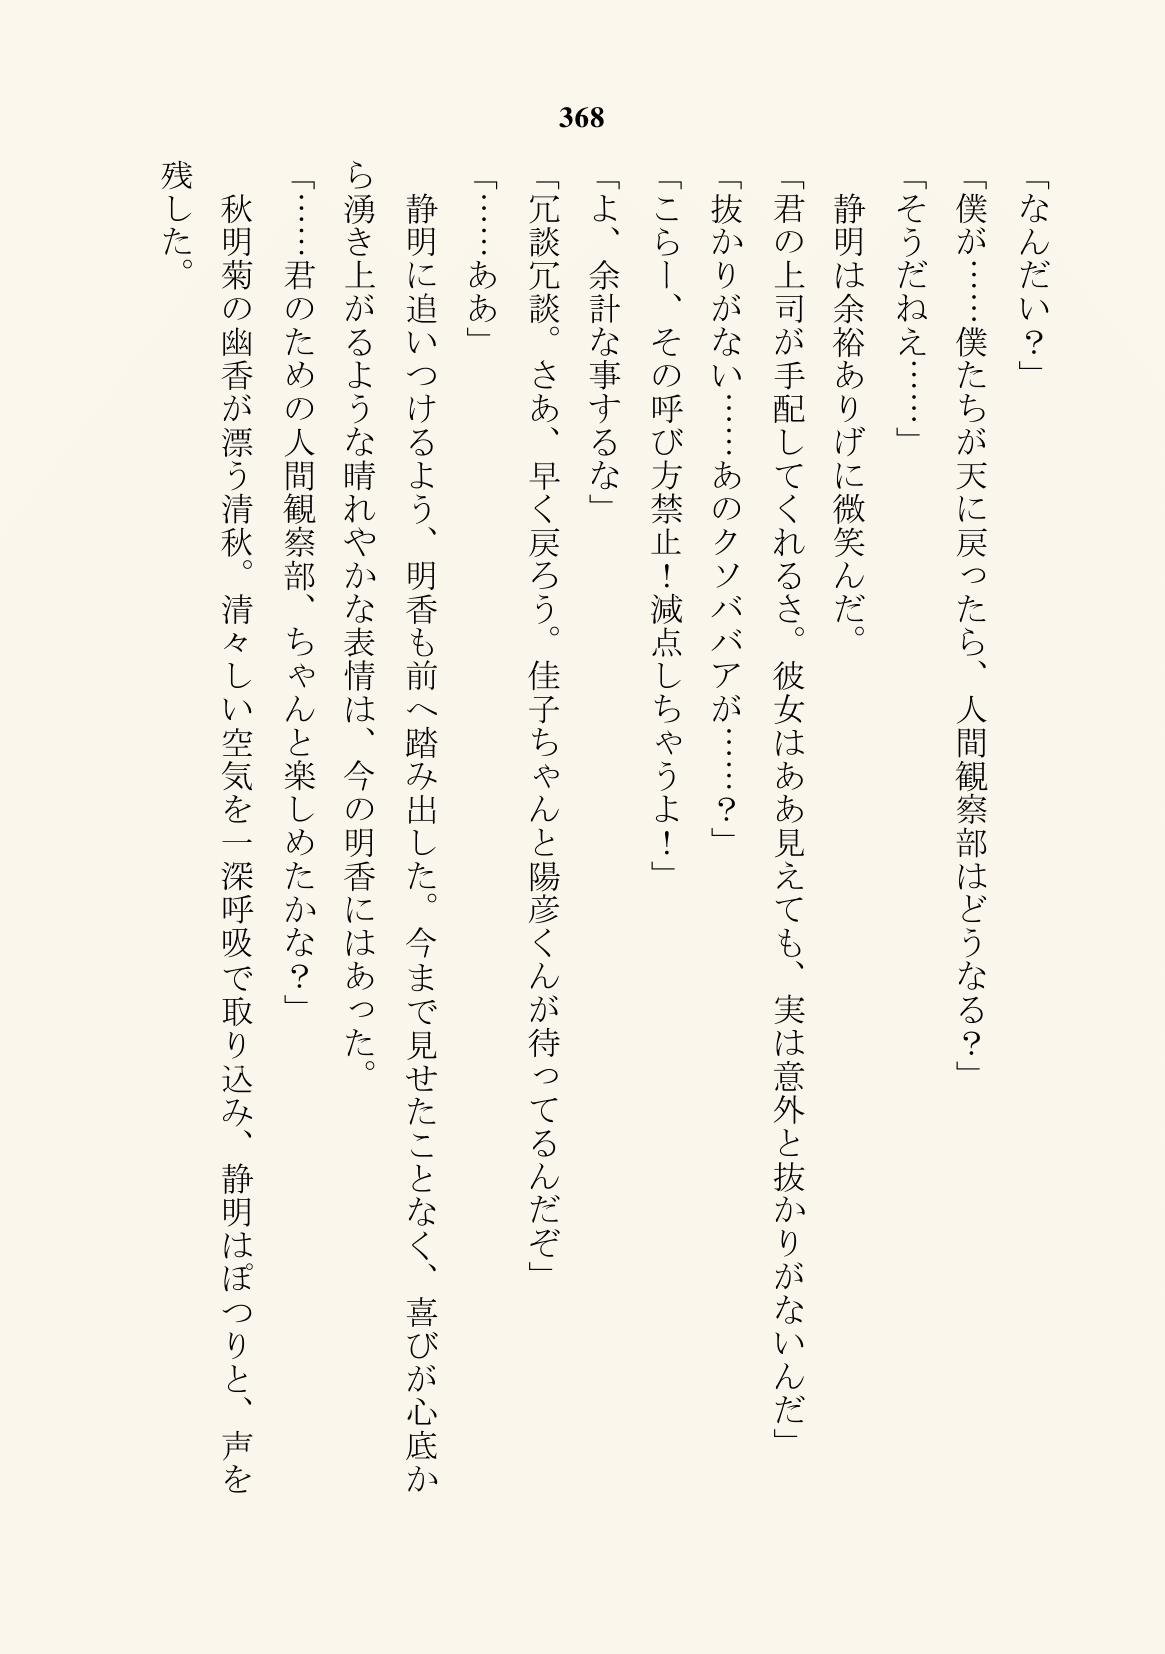 368
「なんだい？」
「僕が……僕たちが天に戻ったら、人間観察部はどうなる？」
「そうだねえ……」
　静明は余裕ありげに微笑んだ。
「君の上司が手配してくれるさ。彼女はああ見えても、実は意外と抜かりがないんだ」
「抜かりがない……あのクソババアが……？」
「こらー、その呼び方禁止！減点しちゃうよ！」
「よ、余計な事するな」
「冗談冗談。さあ、早く戻ろう。佳子ちゃんと陽彦くんが待ってるんだぞ」
「……ああ」
　静明に追いつけるよう、明香も前へ踏み出した。今まで見せたことなく、喜びが心底か
ら湧き上がるような晴れやかな表情は、今の明香にはあった。
「……君のための人間観察部、ちゃんと楽しめたかな？」
　秋明菊の幽香が漂う清秋。清々しい空気を一深呼吸で取り込み、静明はぽつりと、声を
残した。